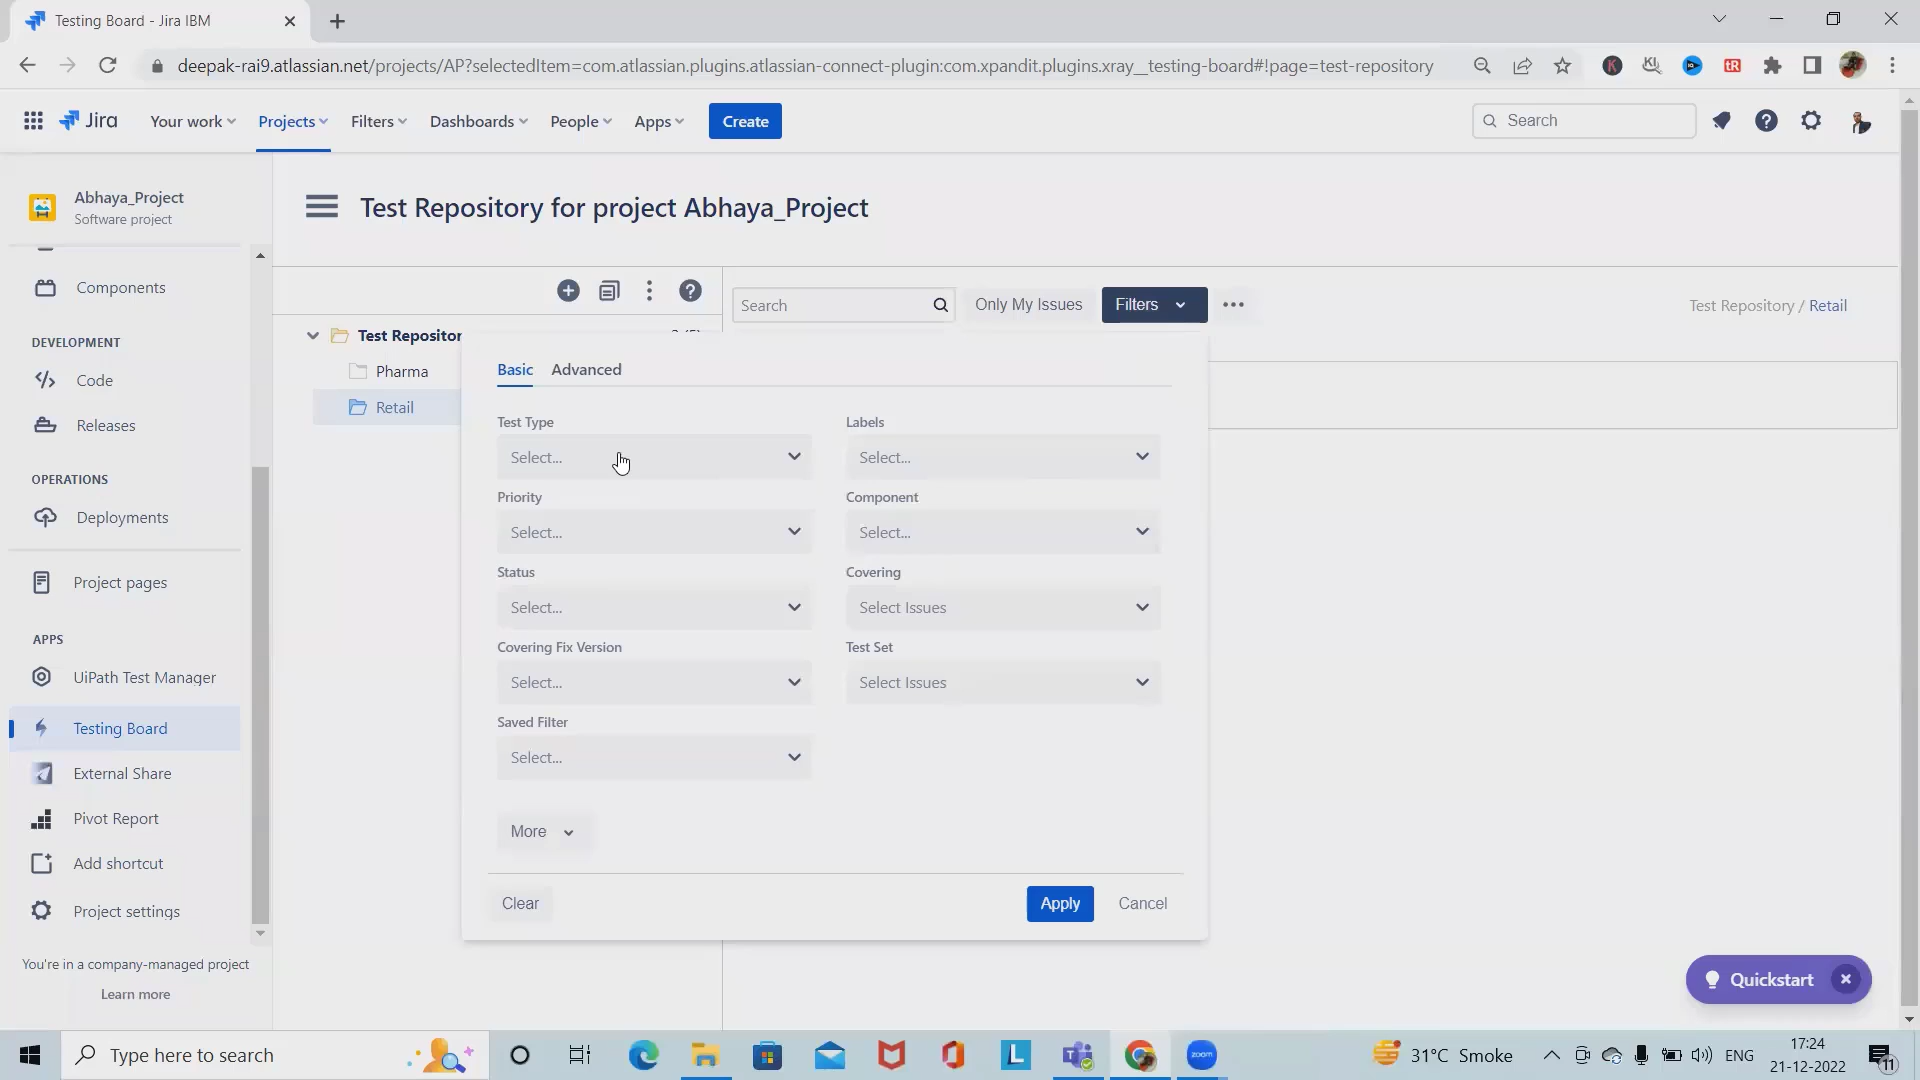 Testing Board - Jira IBM
deepak-rai9.atlassian.net/projects/AP?selectedItem=com.atlassian.plugins.atlassian-connect-plugin:com.xpandit.plugins.xray__testing-board#!page=test-repository
Jira
Your work
Projects
Filters
Dashboards
People
Apps
Create
Search
Abhaya_Project
Software project
Components
DEVELOPMENT
Code
Releases
OPERATIONS
Deployments
Project pages
APPS
UiPath Test Manager
Testing Board
External Share
Pivot Report
Add shortcut
Project settings
You're in a company-managed project
Learn more
Test Repository for project Abhaya_Project
Search
Only My Issues
Filters
Test Repository / Retail
Test Repositor
Pharma
Retail
Basic
Advanced
Test Type
Labels
Select...
Select...
Priority
Component
Select...
Select...
Status
Covering
Select...
Select Issues
Covering Fix Version
Test Set
Select...
Select Issues
Saved Filter
Select...
More
Clear
Apply
Cancel
Quickstart
Type here to search
zoom
31°C Smoke
ENG
17:24
21-12-2022
11